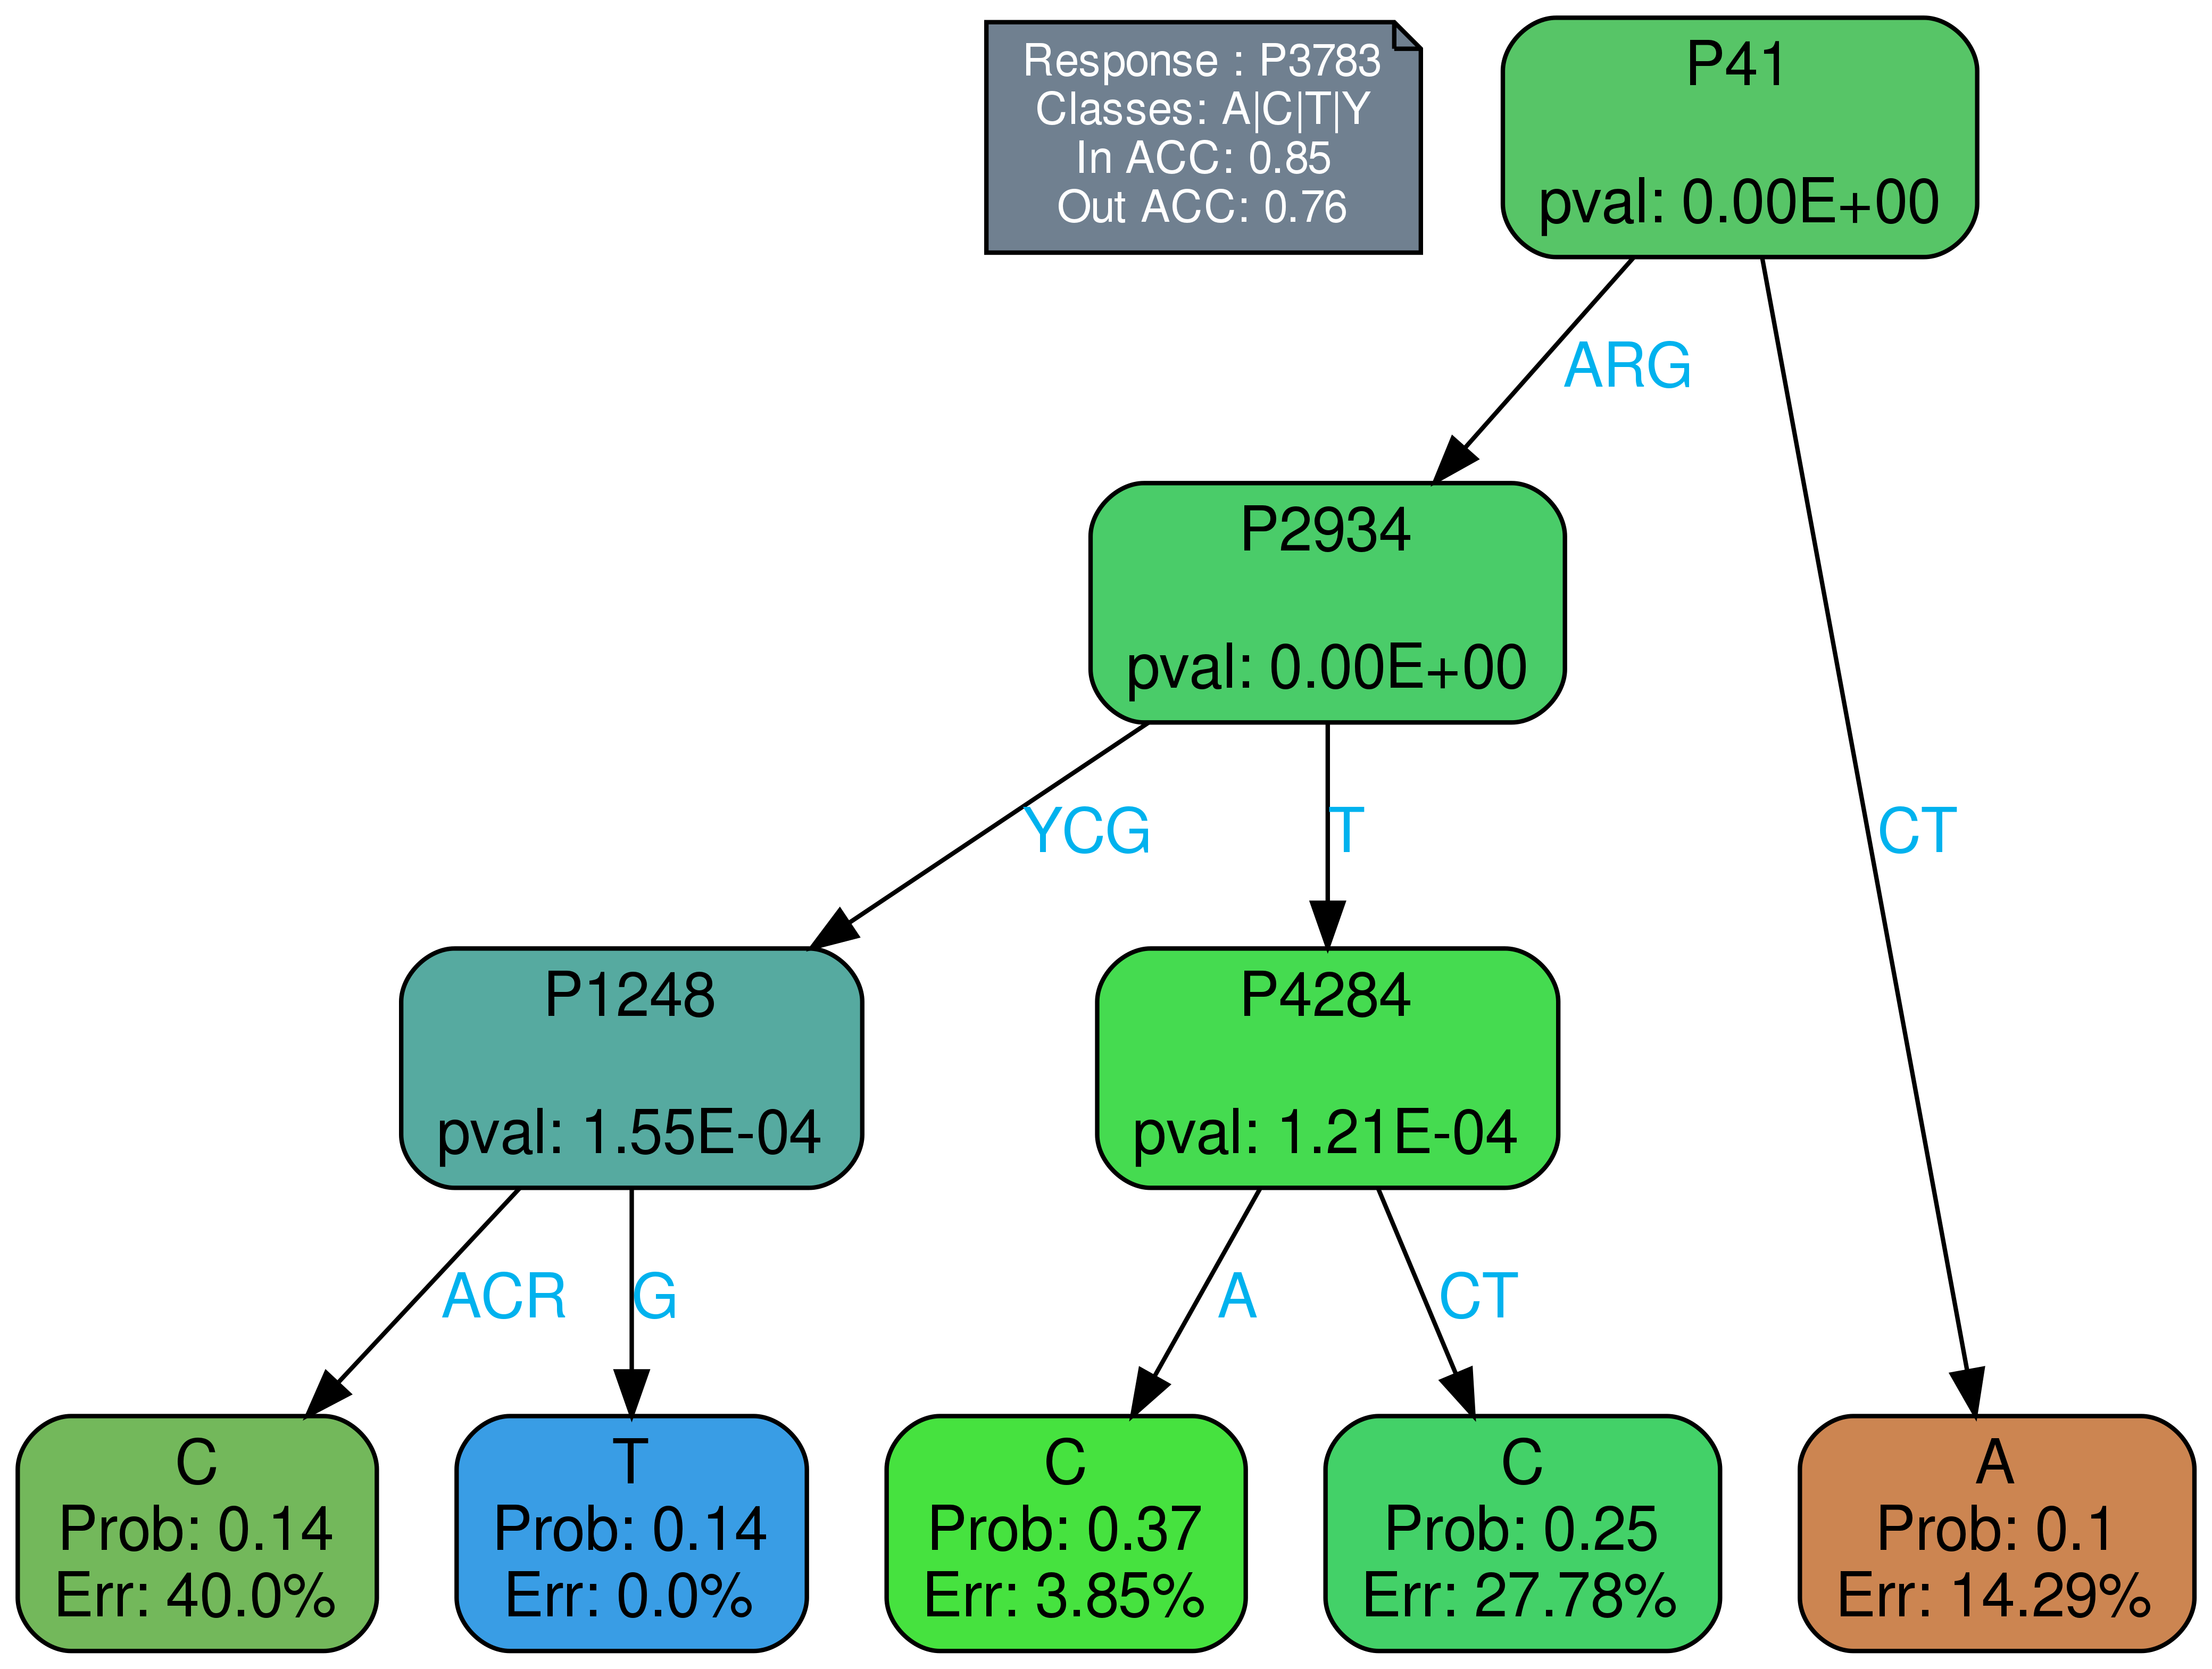 Response : P3783
Classes: A|C|T|Y
In ACC: 0.85
Out ACC: 0.76
P41
pval: 0.00E+00
ARG
P2934
pval: 0.00E+00
YCG
T
CT
P1248
pval: 1.55E-04
P4284
pval: 1.21E-04
ACR
G
A
CT
C
Prob: 0.14
Err: 40.0%
T
Prob: 0.14
Err: 0.0%
C
Prob: 0.37
Err: 3.85%
C
Prob: 0.25
Err: 27.78%
A
Prob: 0.1
Err: 14.29%